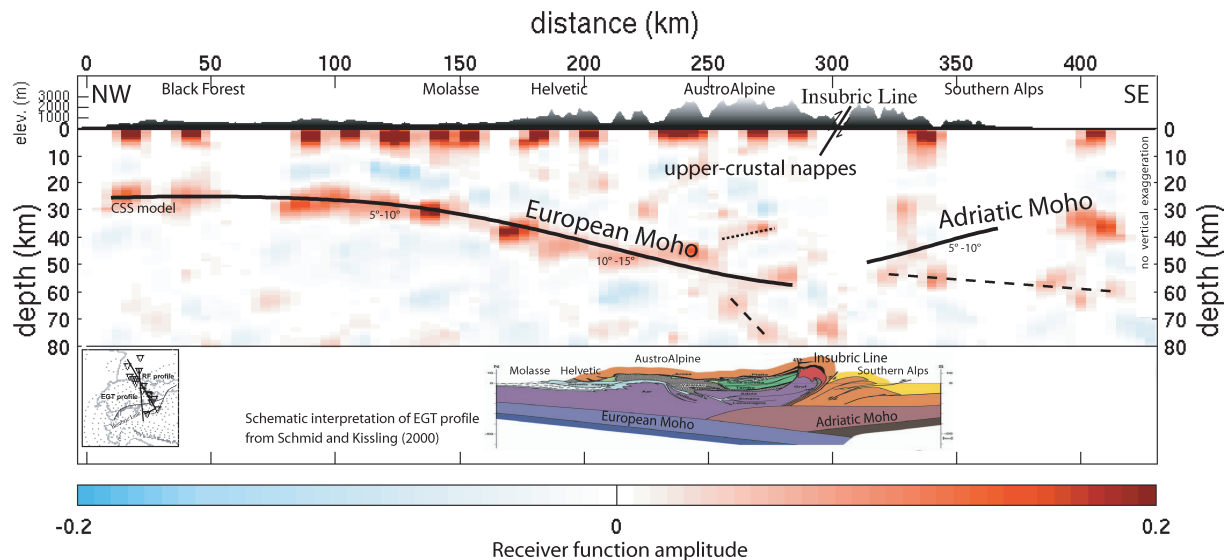 distance (km)
0 50 100 150 200 250 300 350 400
NW Black Forest Molasse Helvetic AustroAlpine Insubric Line Southern Alps SE
elev. (m)
3000
2000
1000
0 0
10 10
20 20
30 30
40 40
50 50
60 60
70 70
80 80
depth (km)
depth (km)
no vertical exaggeration
upper-crustal nappes
CSS model
5°-10°
European Moho
10° -15°
Adriatic Moho
5° -10°
RF profile
EGT profile
Schematic interpretation of EGT profile
from Schmid and Kissling (2000)
AustroAlpine Insubric Line
Molasse Helvetic Southern Alps
European Moho Adriatic Moho
-0.2 0 0.2
Receiver function amplitude